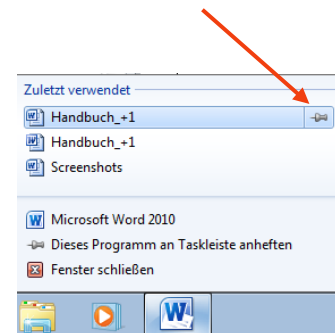 Zuletzt verwendet
Handbuch_+1
Handbuch_+1
Screenshots
Microsoft Word 2010
Dieses Programm an Taskleiste anheften
Fenster schließen